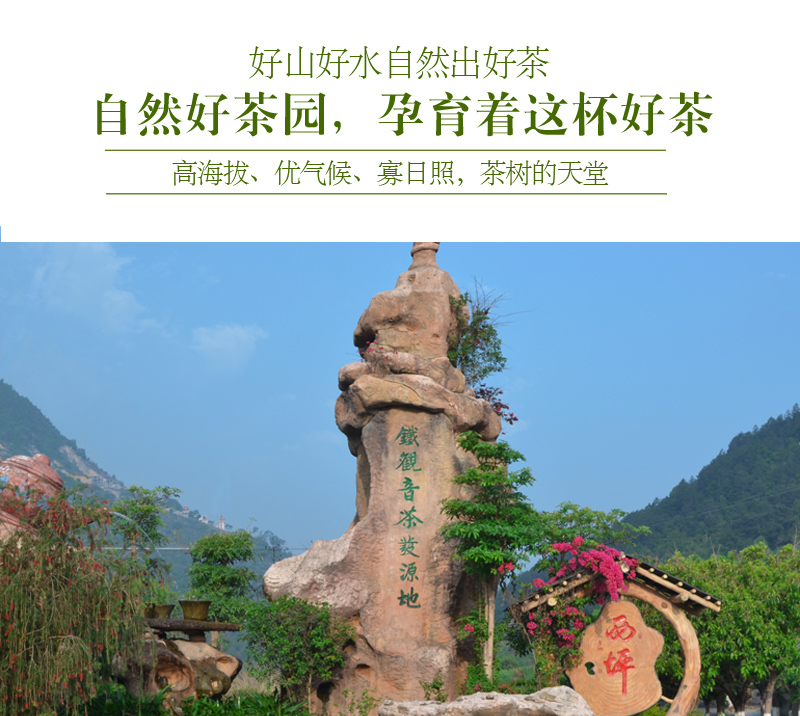 好山好水自然出好茶
自然好茶园，孕育着这杯好茶
高海拔、优气候、寡日照，茶树的天堂
鐵觀音茶發源地
西坪